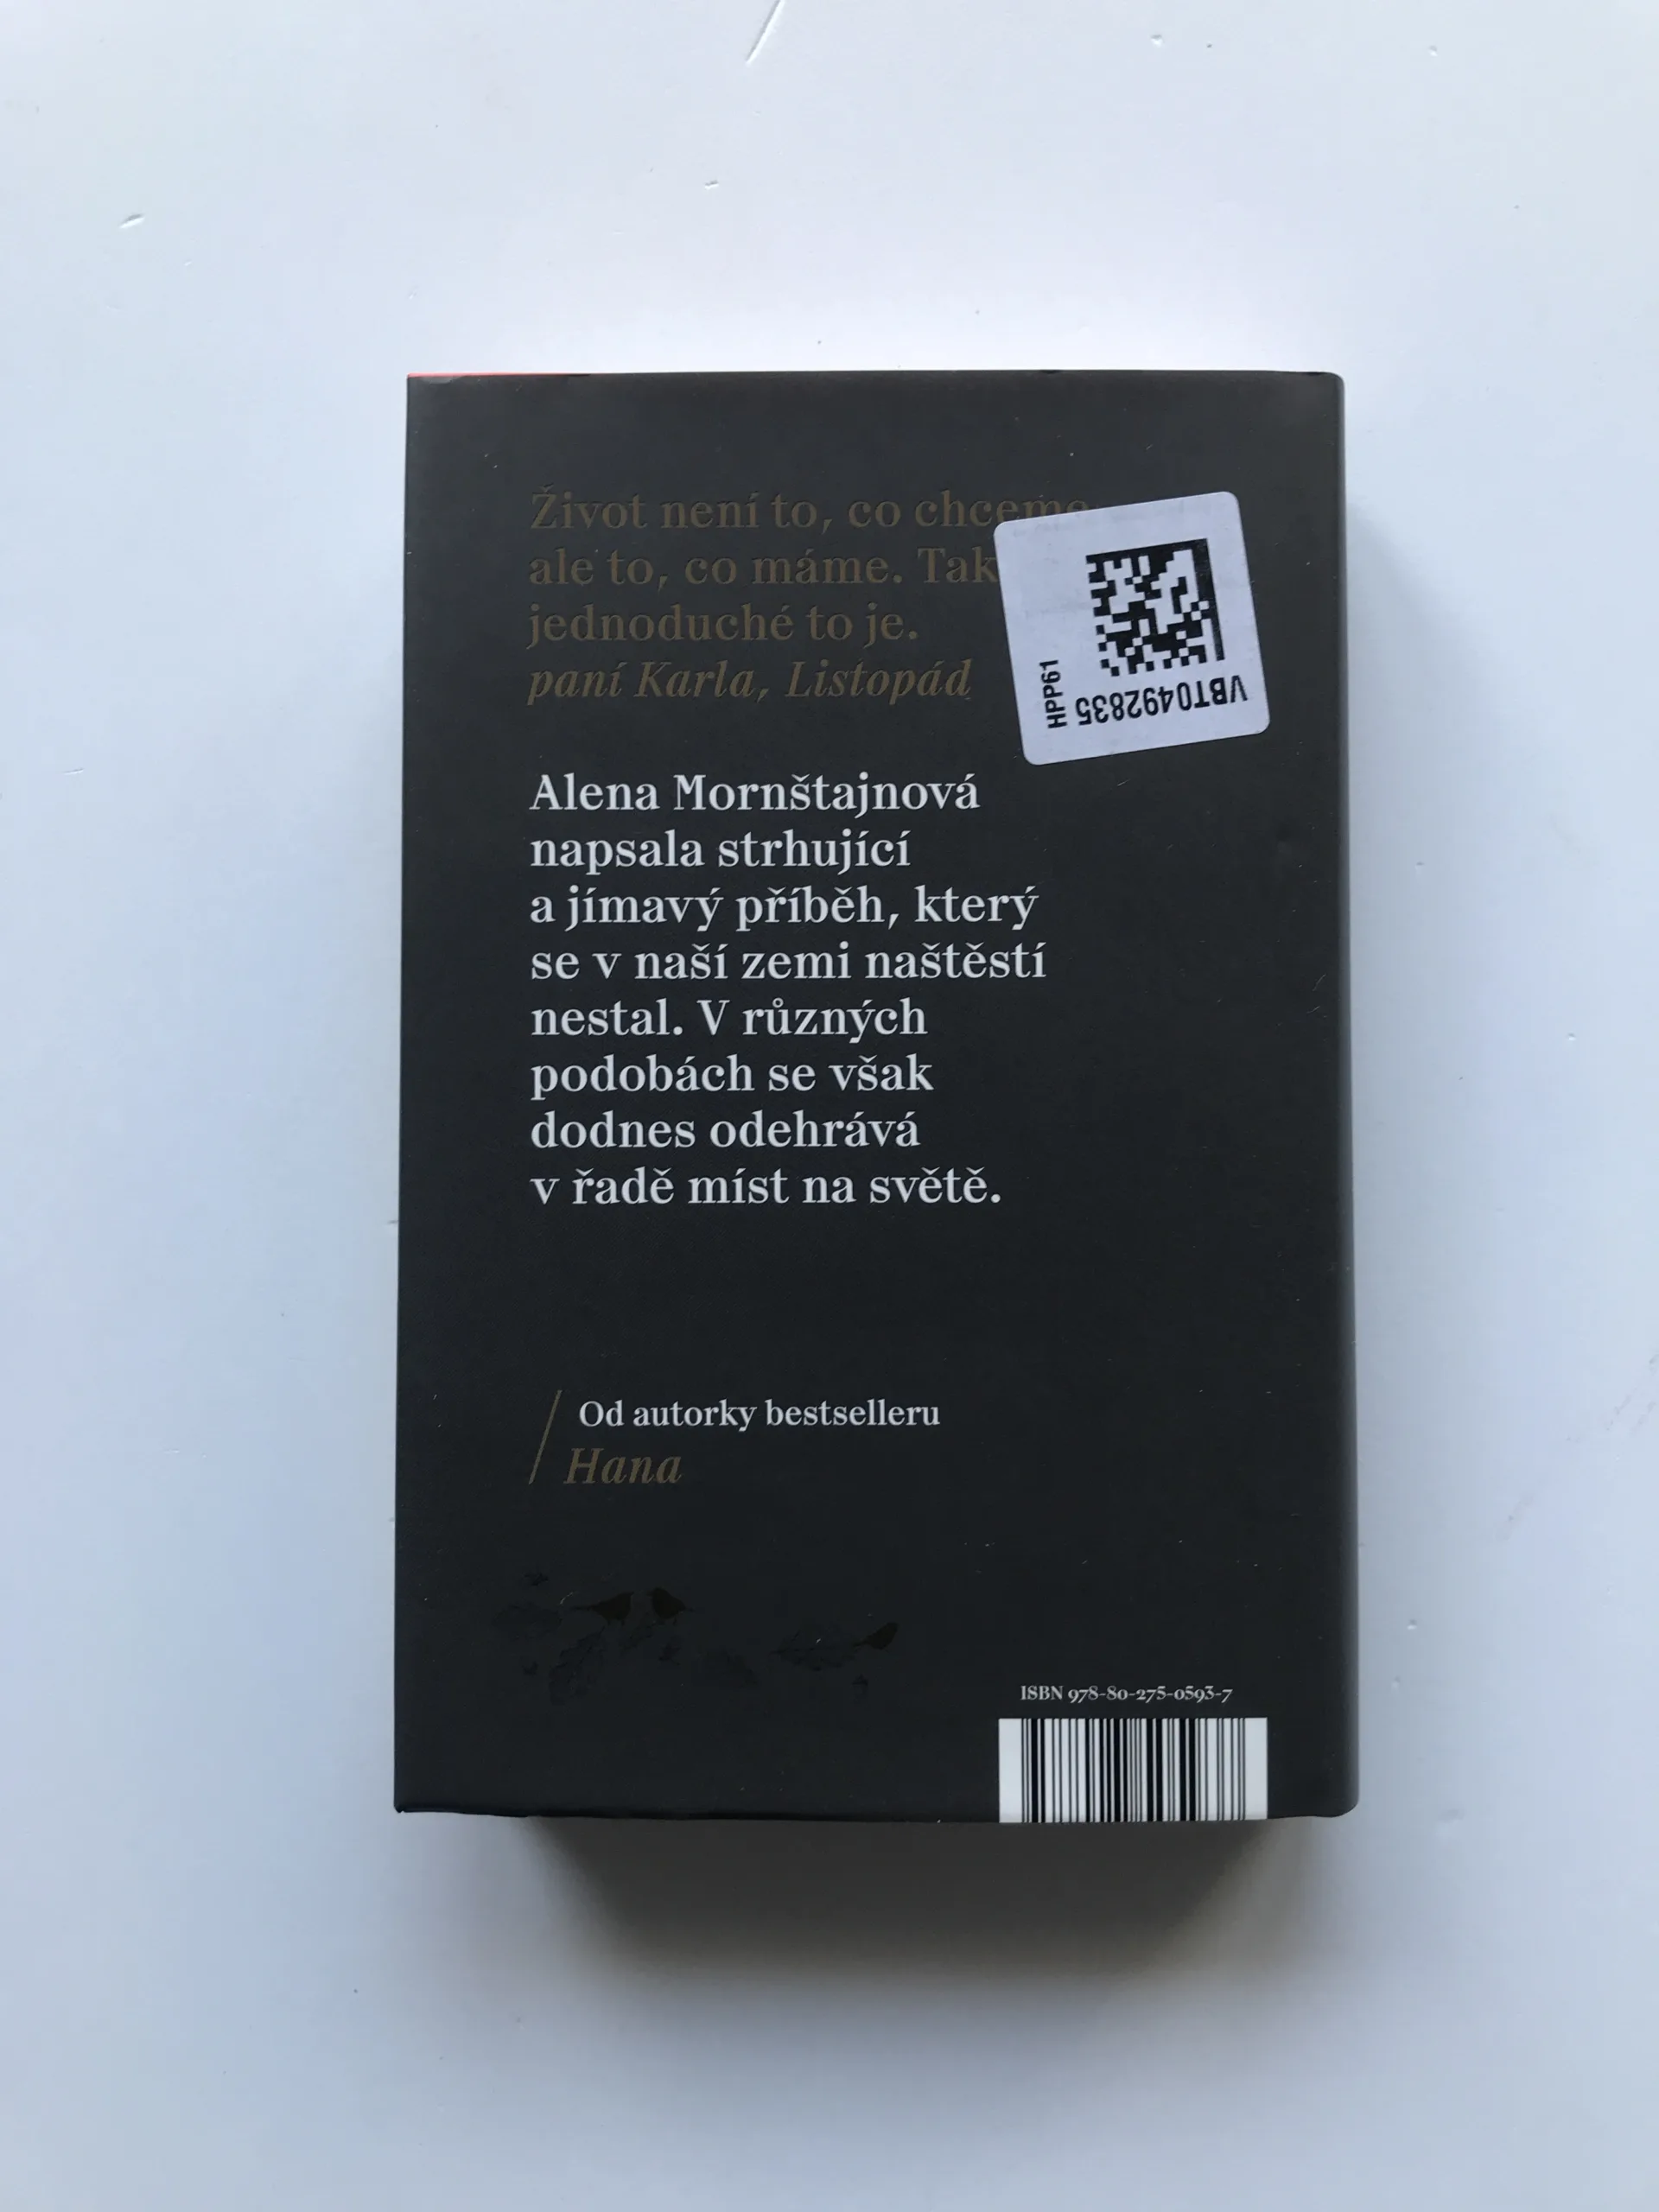 Život není to, co chceme
ale to, co máme. Tak
jednoduché to je.
paní Karla, Listopád
HPP61
VBT0492835
Alena Mornštajnová
napsala strhující
a jímavý příběh, který
se v naší zemi naštěstí
nestal. V různých
podobách se však
dodnes odehrává
v řadě míst na světě.
Od autorky bestselleru
Hana
ISBN 978-80-275-0593-7